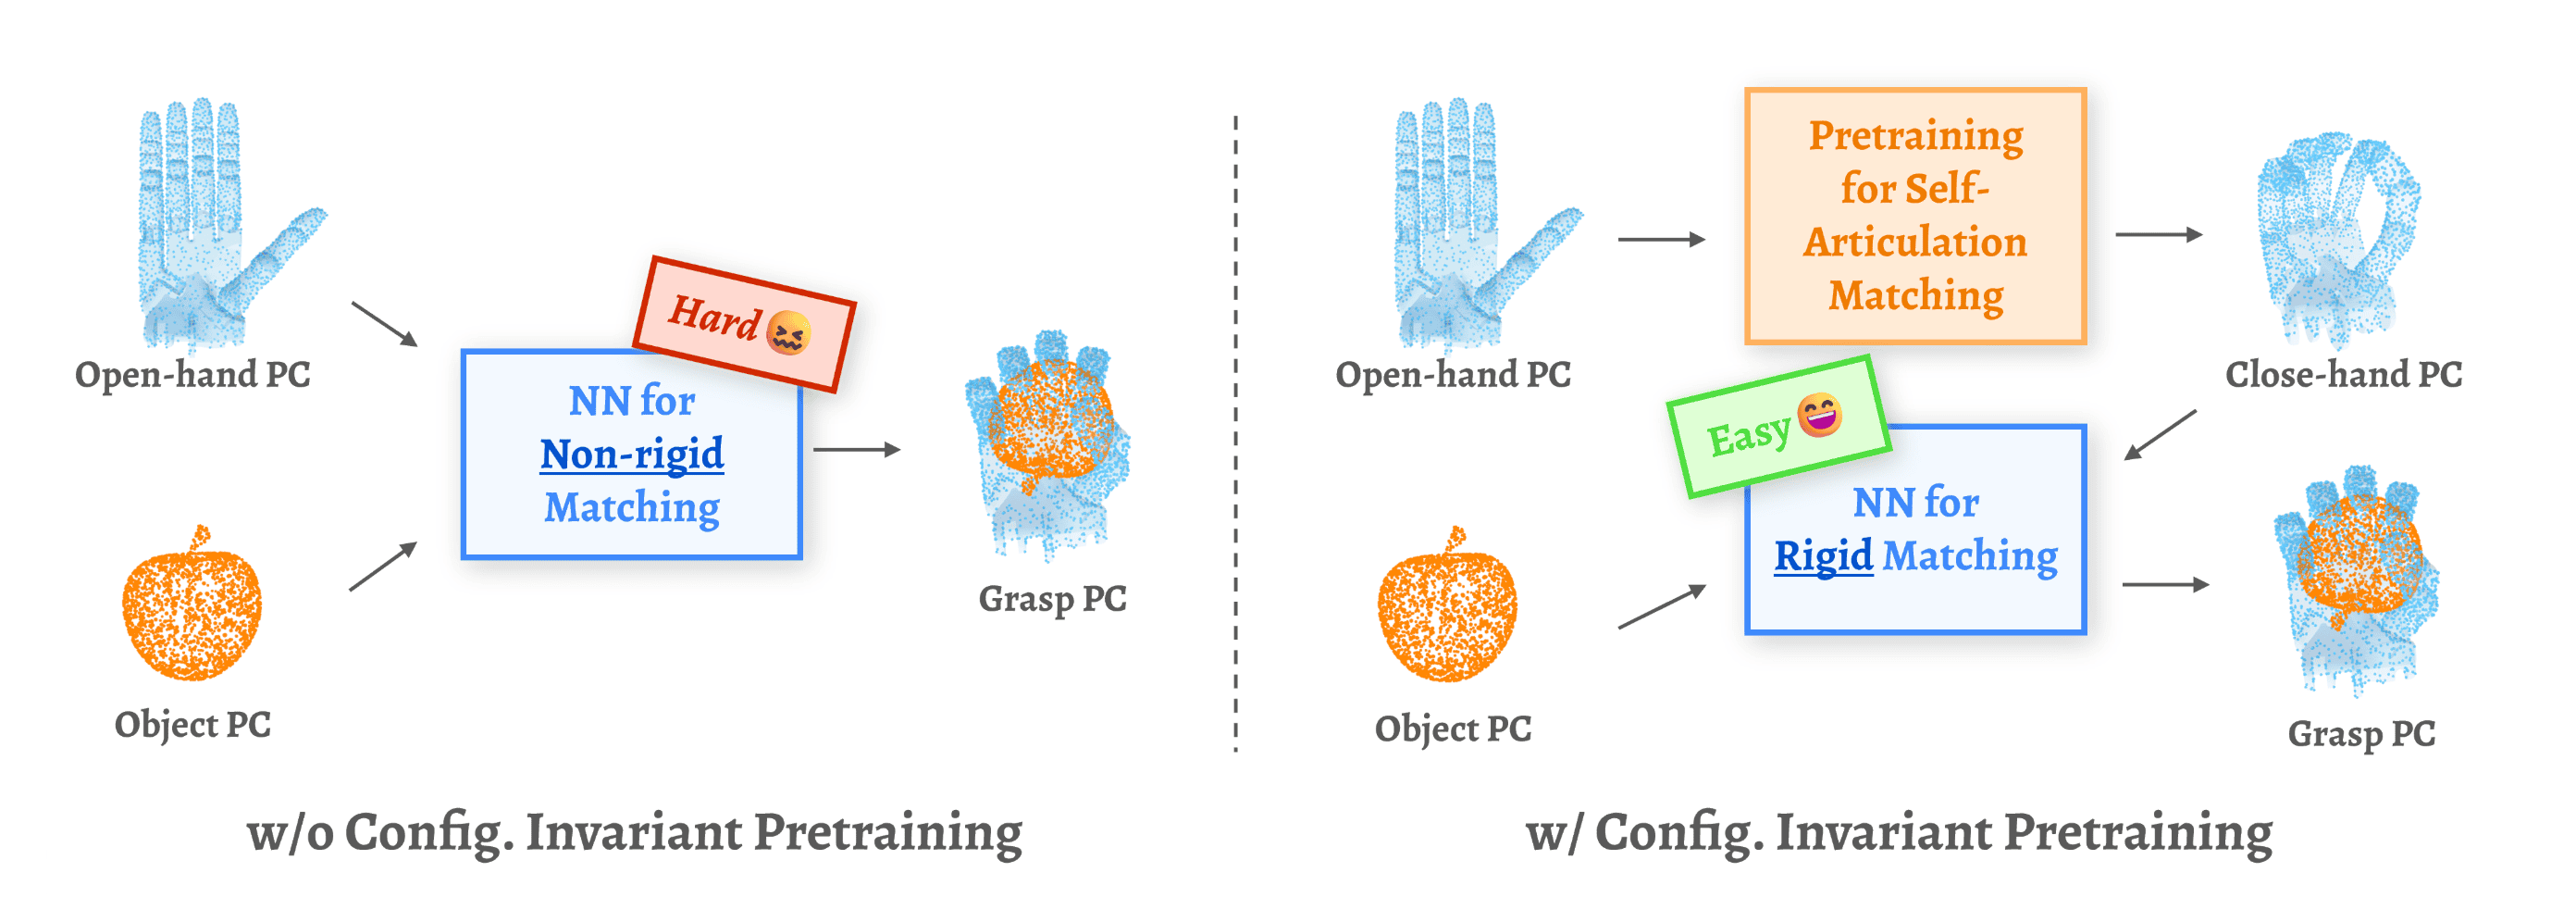 Open-hand PC
Object PC
Hard
NN for
Non-rigid
Matching
Grasp PC
w/o Config. Invariant Pretraining
Open-hand PC
Pretraining
for Self-
Articulation
Matching
Close-hand PC
Object PC
Easy
NN for
Rigid Matching
Grasp PC
w/ Config. Invariant Pretraining